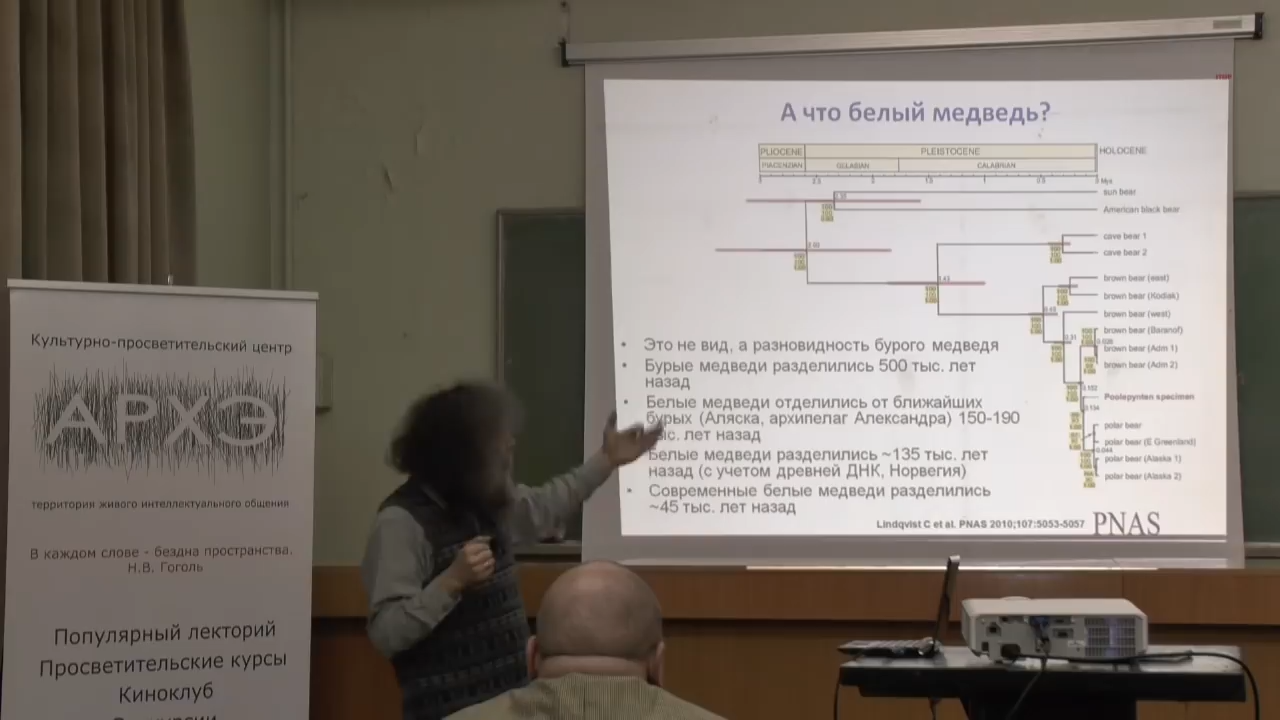 Культурно-просветительский центр
АРХЭ
территория живого интеллектуального общения
В каждом слове - бездна пространства.
Н.В. Гоголь
Популярный лекторий
Просветительские курсы
Киноклуб
А что белый медведь?
PLIOCENE PLEISTOCENE HOLOCENE
PIACENZIAN GELASIAN CALABRIAN
sun bear
American black bear
cave bear 1
cave bear 2
brown bear (east)
brown bear (Kodiak)
brown bear (west)
brown bear (Baranof)
brown bear (Adm 1)
brown bear (Adm 2)
Poolepynten specimen
polar bear
polar bear (E Greenland)
polar bear (Alaska 1)
polar bear (Alaska 2)
• Это не вид, а разновидность бурого медведя
• Бурые медведи разделились 500 тыс. лет
назад
• Белые медведи отделились от ближайших
бурых (Аляска, архипелаг Александра) 150-190
тыс. лет назад
Белые медведи разделились ~135 тыс. лет
назад (с учетом древней ДНК, Норвегия)
• Современные белые медведи разделились
~45 тыс. лет назад
Lindqvist C et al. PNAS 2010;107:5053-5057 PNAS